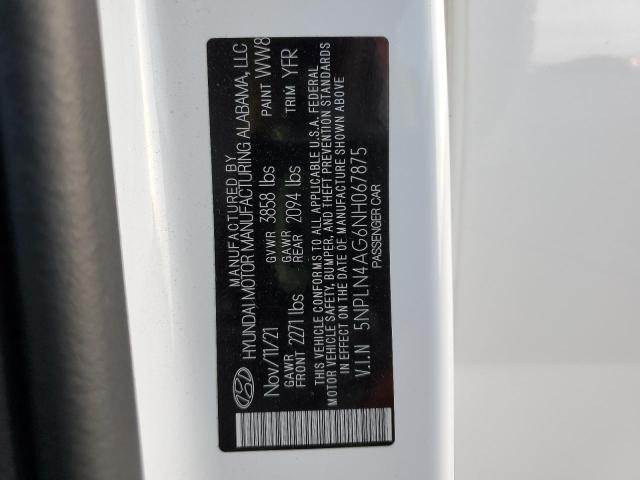 MANUFACTURED BY
HYUNDAI MOTOR MANUFACTURING ALABAMA, LLC
Nov/11/21 GVWR 3858 lbs PAINT WW8
GAWR FRONT 2271 lbs GAWR REAR 2094 lbs TRIM YFR
THIS VEHICLE CONFORMS TO ALL APPLICABLE U.S.A. FEDERAL
MOTOR VEHICLE SAFETY, BUMPER, AND THEFT PREVENTION STANDARDS
IN EFFECT ON THE DATE OF MANUFACTURE SHOWN ABOVE
V.I.N 5NPLN4AG6NH067875
PASSENGER CAR